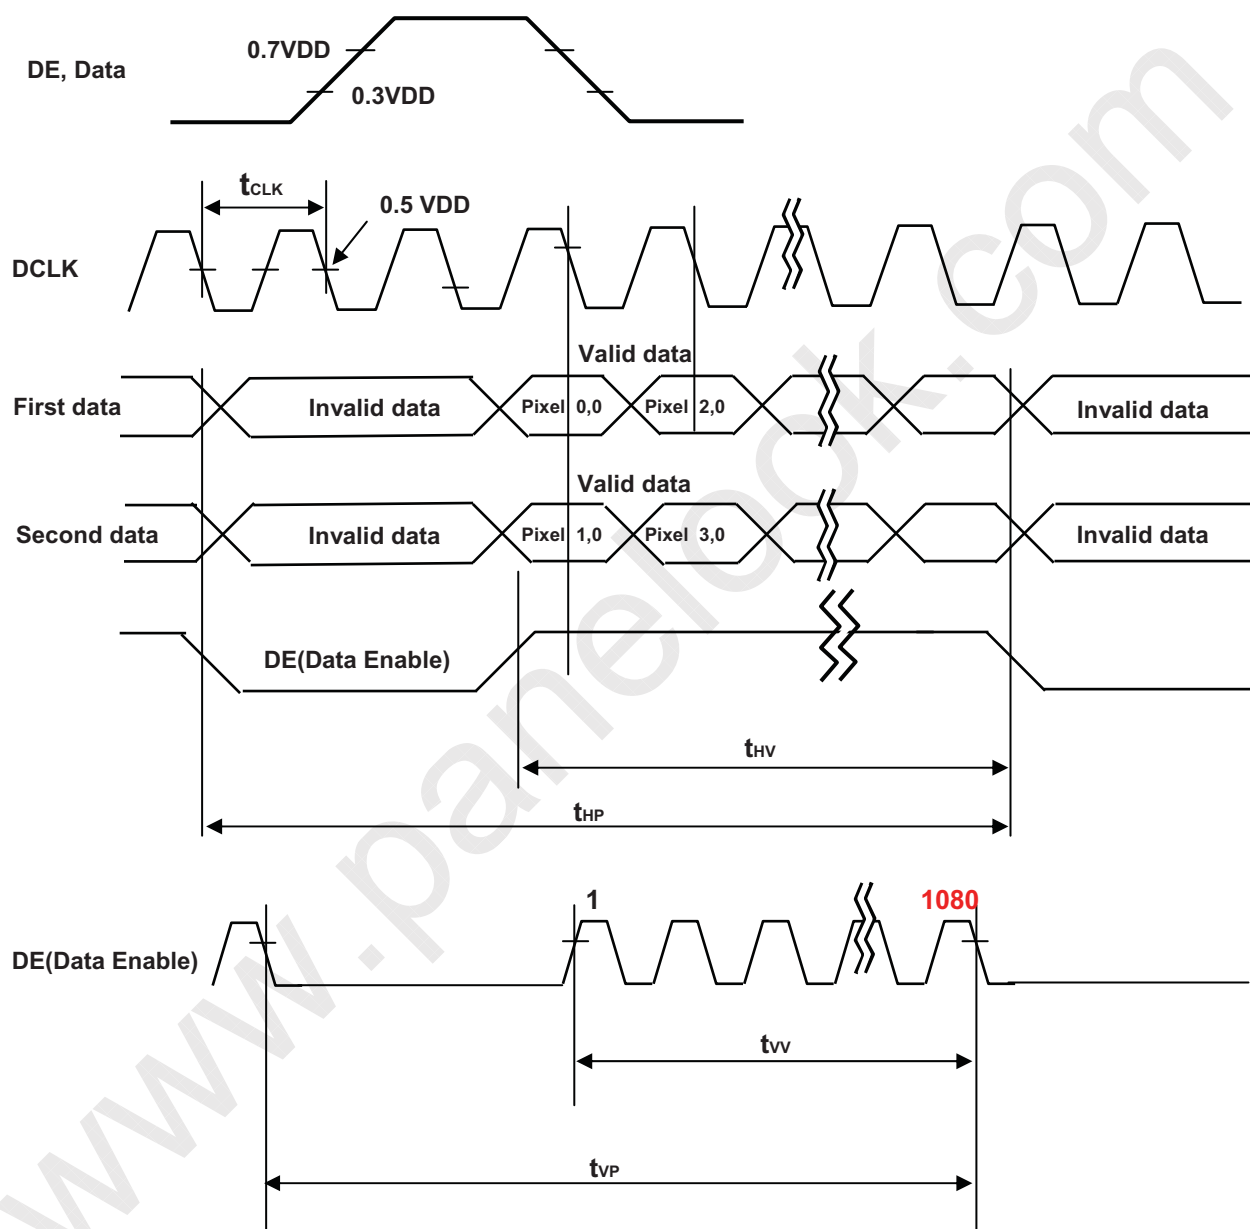 0.7VDD
DE, Data
0.3VDD
tCLK
0.5 VDD
DCLK
Valid data
First data
Invalid data
Pixel 0,0
Pixel 2,0
Invalid data
Valid data
Second data
Invalid data
Pixel 1,0
Pixel 3,0
Invalid data
DE(Data Enable)
tHV
tHP
1
1080
DE(Data Enable)
tVV
tVP
www.panelook.com